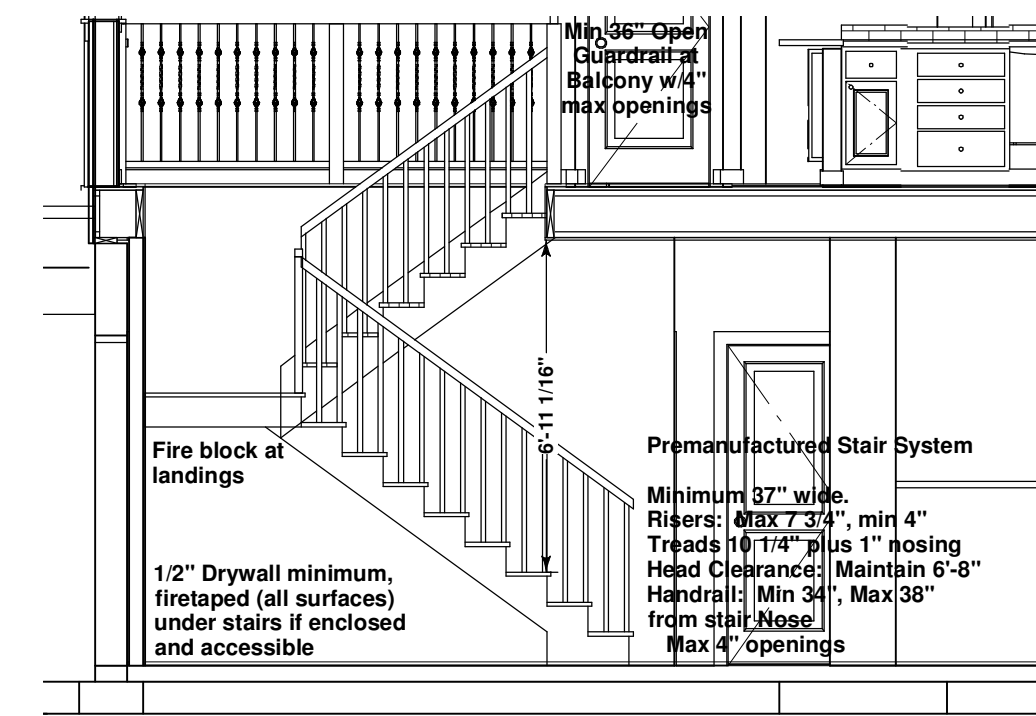 Min 36" Open
Guardrail at
Balcony w/4"
max openings
6'-11 1/16"
Fire block at
landings
Premanufactured Stair System
Minimum 37" wide.
Risers: Max 7 3/4", min 4"
Treads 10 1/4" plus 1" nosing
Head Clearance: Maintain 6'-8"
Handrail: Min 34", Max 38"
from stair Nose
Max 4" openings
1/2" Drywall minimum,
firetaped (all surfaces)
under stairs if enclosed
and accessible